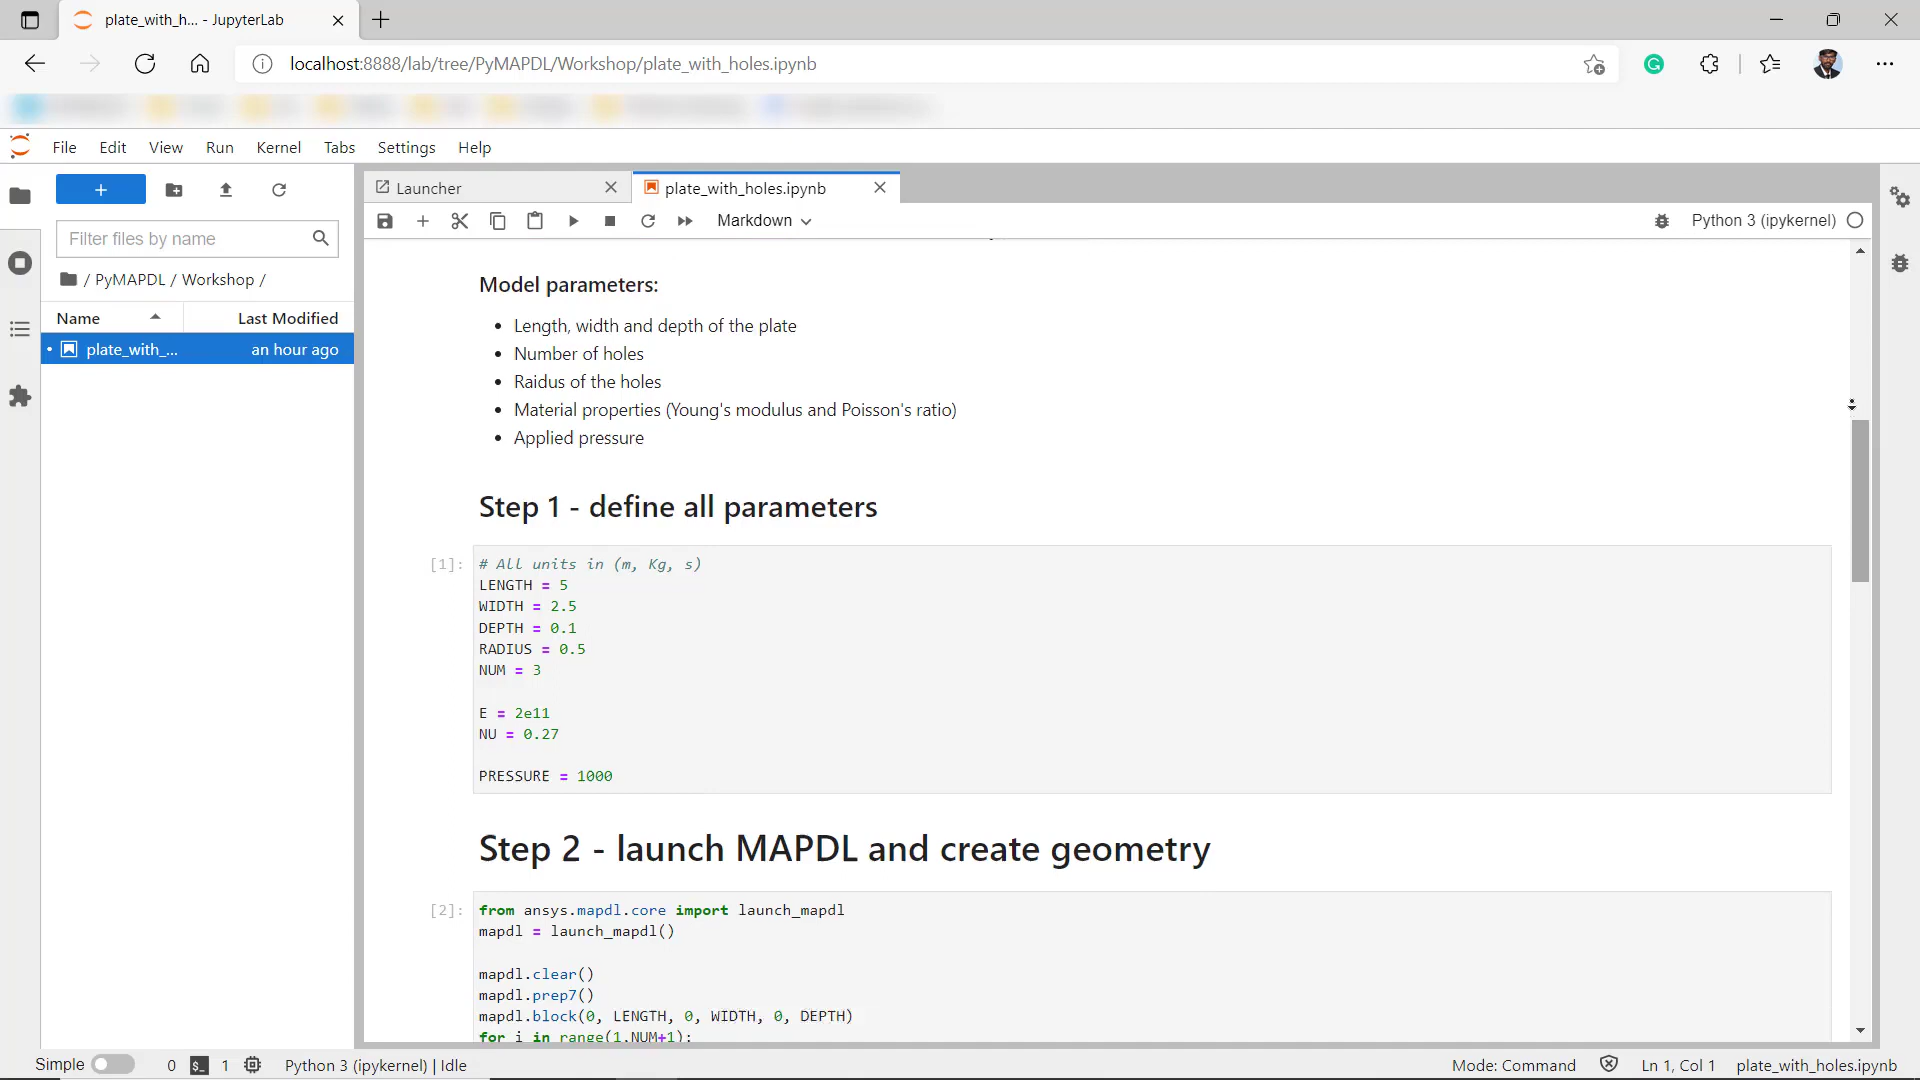 plate_with_h... - JupyterLab
localhost:8888/lab/tree/PyMAPDL/Workshop/plate_with_holes.ipynb
File Edit View Run Kernel Tabs Settings Help
Launcher
plate_with_holes.ipynb
Markdown
Python 3 (ipykernel)
Filter files by name
/ PyMAPDL / Workshop /
Name Last Modified
plate_with_... an hour ago
Model parameters:
• Length, width and depth of the plate
• Number of holes
• Raidus of the holes
• Material properties (Young's modulus and Poisson's ratio)
• Applied pressure
Step 1 - define all parameters
[1]: # All units in (m, Kg, s)
LENGTH = 5
WIDTH = 2.5
DEPTH = 0.1
RADIUS = 0.5
NUM = 3
E = 2e11
NU = 0.27
PRESSURE = 1000
Step 2 - launch MAPDL and create geometry
[2]: from ansys.mapdl.core import launch_mapdl
mapdl = launch_mapdl()
mapdl.clear()
mapdl.prep7()
mapdl.block(0, LENGTH, 0, WIDTH, 0, DEPTH)
for i in range(1,NUM+1):
Simple 0 $_ 1 Python 3 (ipykernel) | Idle Mode: Command Ln 1, Col 1 plate_with_holes.ipynb